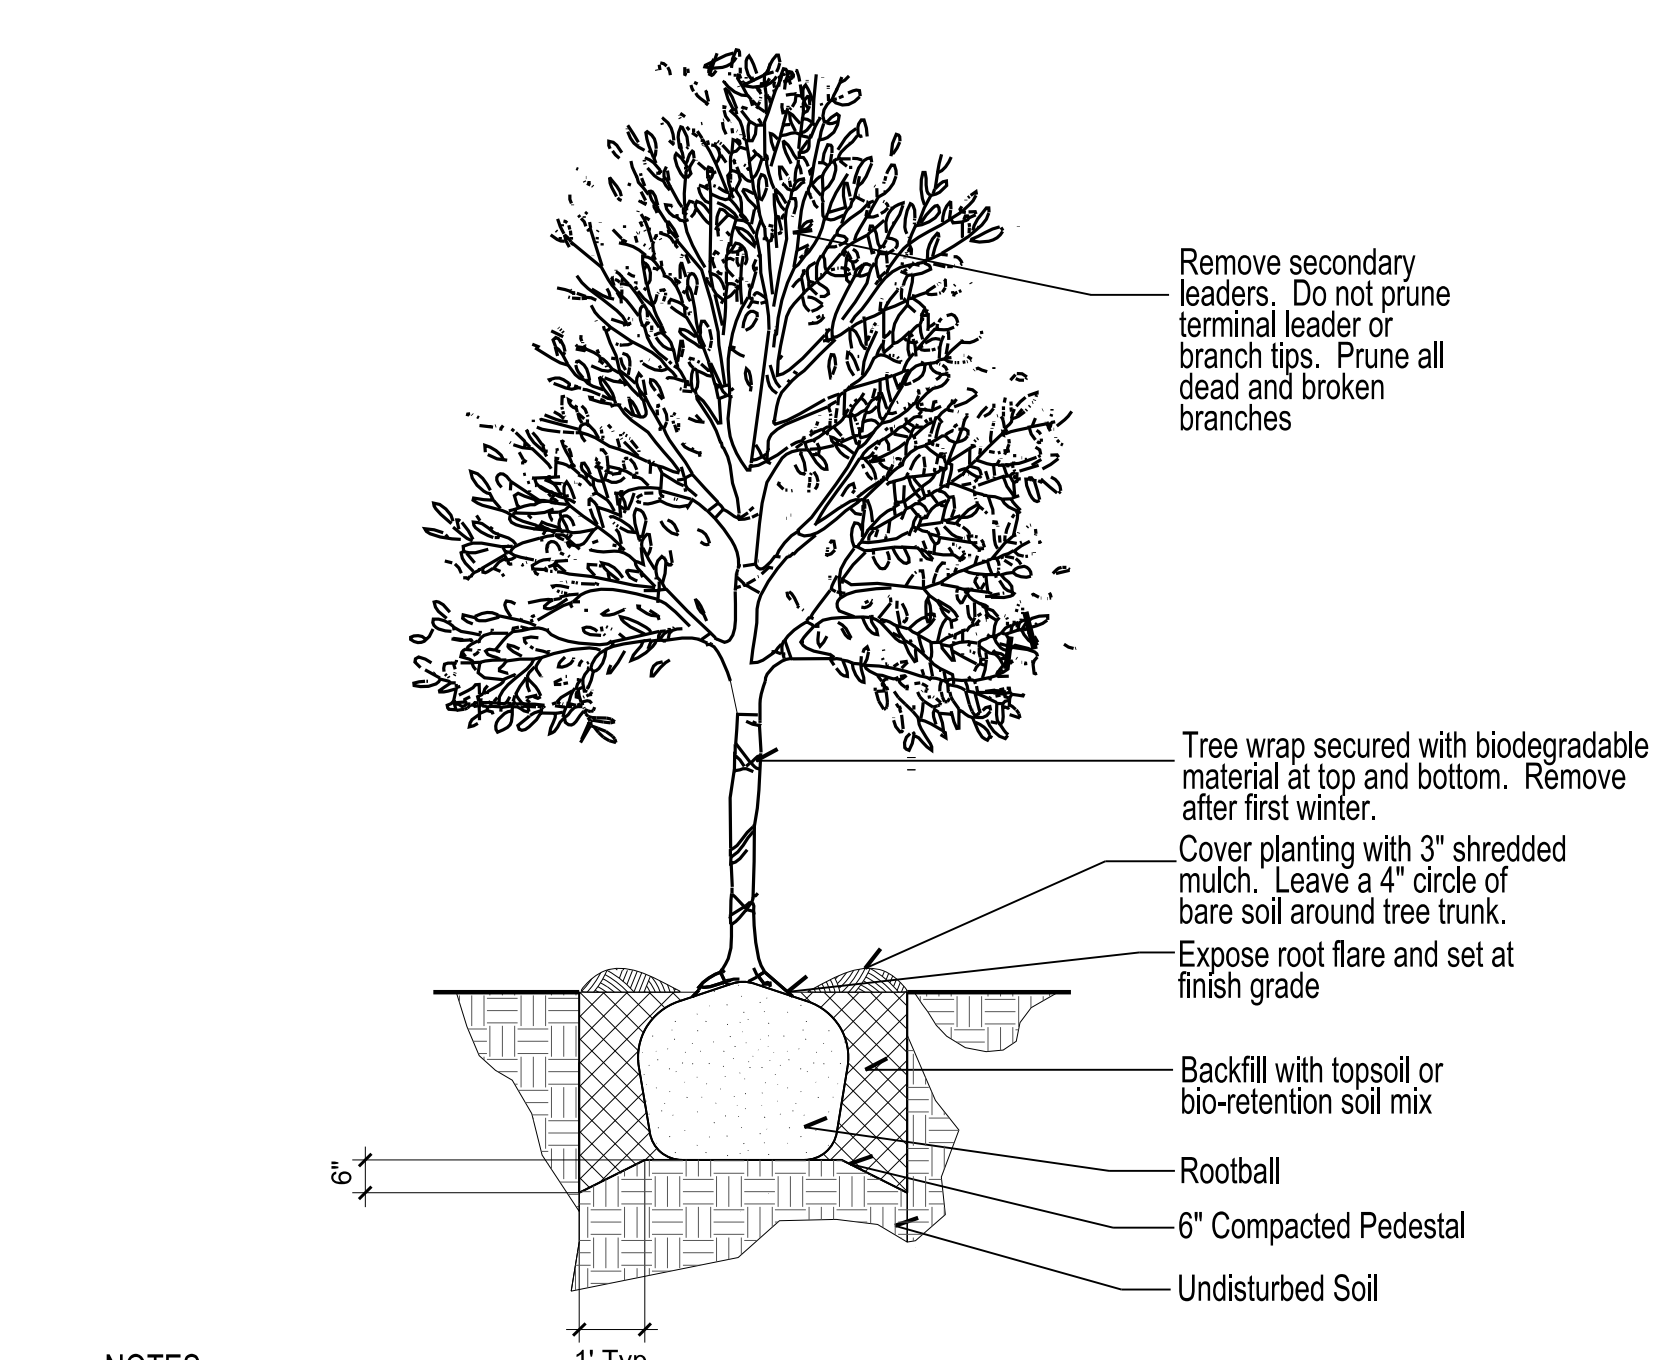 Remove secondary
leaders.  Do not prune
terminal leader or
branch tips.  Prune all
dead and broken
branches
Tree wrap secured with biodegradable
material at top and bottom.  Remove
after first winter.
Cover planting with 3" shredded
mulch.  Leave a 4" circle of
bare soil around tree trunk.
Expose root flare and set at
finish grade
Backfill with topsoil or
bio-retention soil mix
6"
Rootball
6" Compacted Pedestal
Undisturbed Soil
1' Typ
NOTES